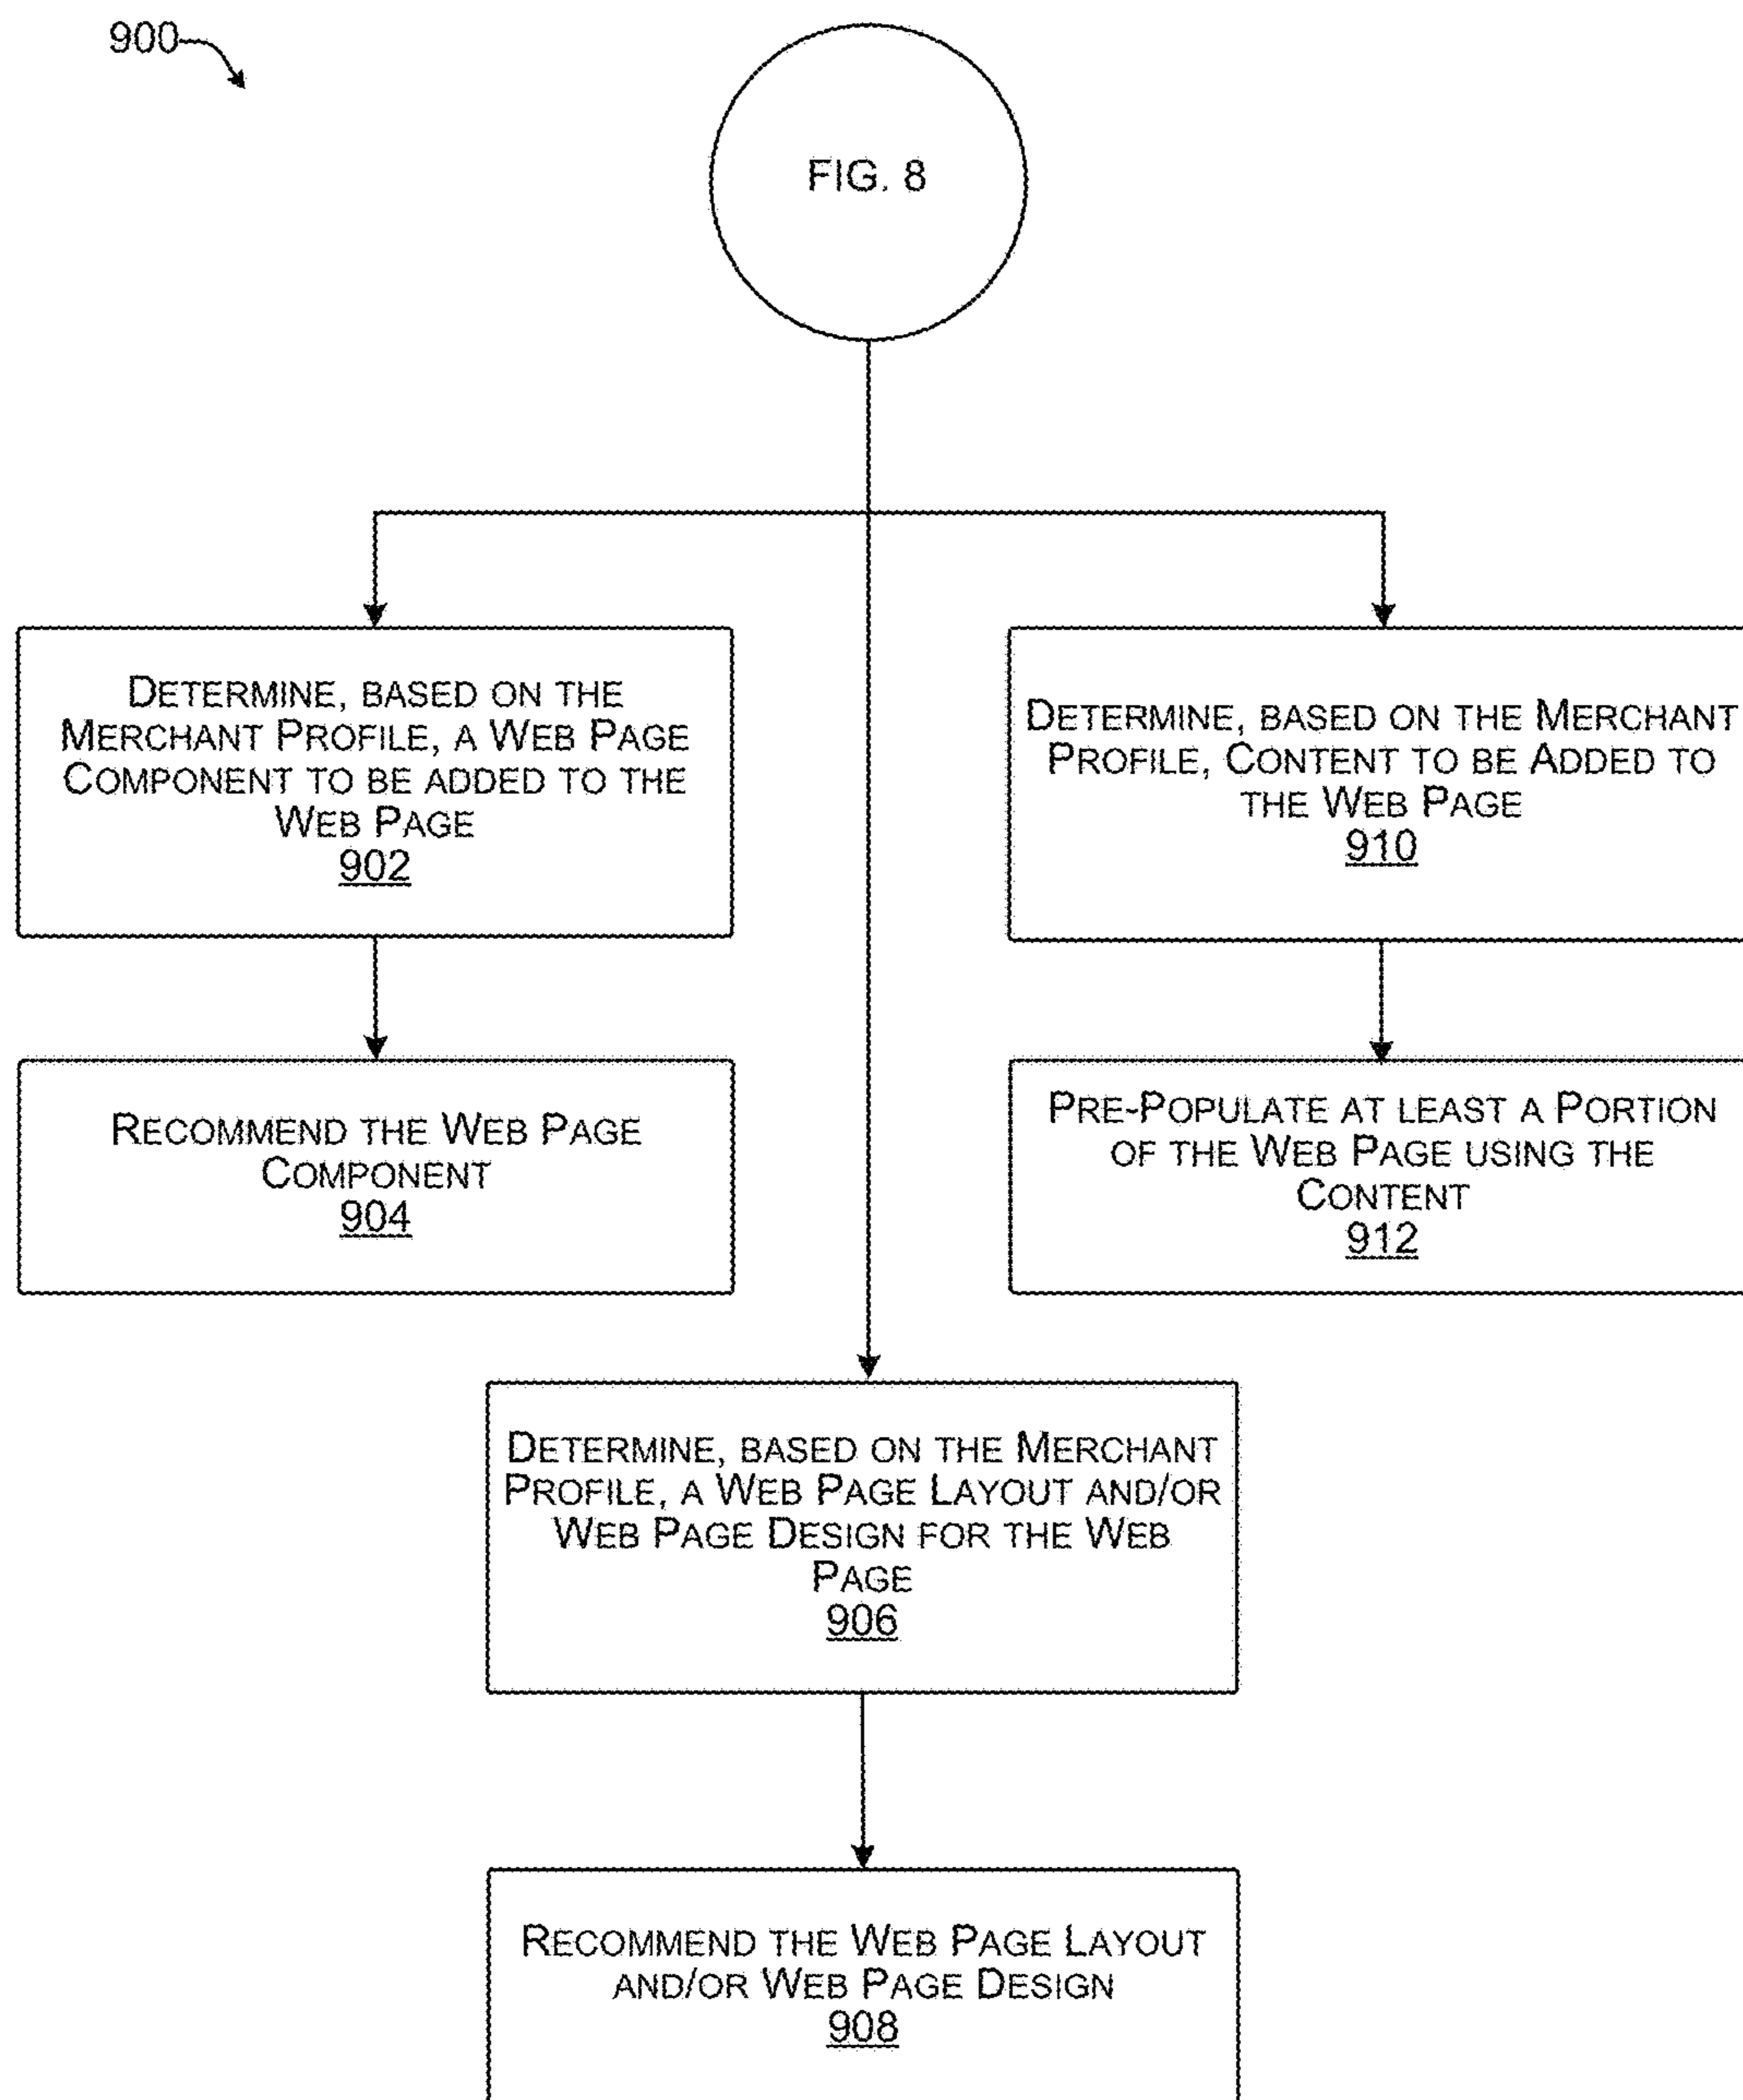 900
FIG. 8
DETERMINE, BASED ON THE
MERCHANT PROFILE, A WEB PAGE
COMPONENT TO BE ADDED TO THE
WEB PAGE
902
RECOMMEND THE WEB PAGE
COMPONENT
904
DETERMINE, BASED ON THE MERCHANT
PROFILE, A WEB PAGE LAYOUT AND/OR
WEB PAGE DESIGN FOR THE WEB
PAGE
906
RECOMMEND THE WEB PAGE LAYOUT
AND/OR WEB PAGE DESIGN
908
DETERMINE, BASED ON THE MERCHANT
PROFILE, CONTENT TO BE ADDED TO
THE WEB PAGE
910
PRE-POPULATE AT LEAST A PORTION
OF THE WEB PAGE USING THE
CONTENT
912